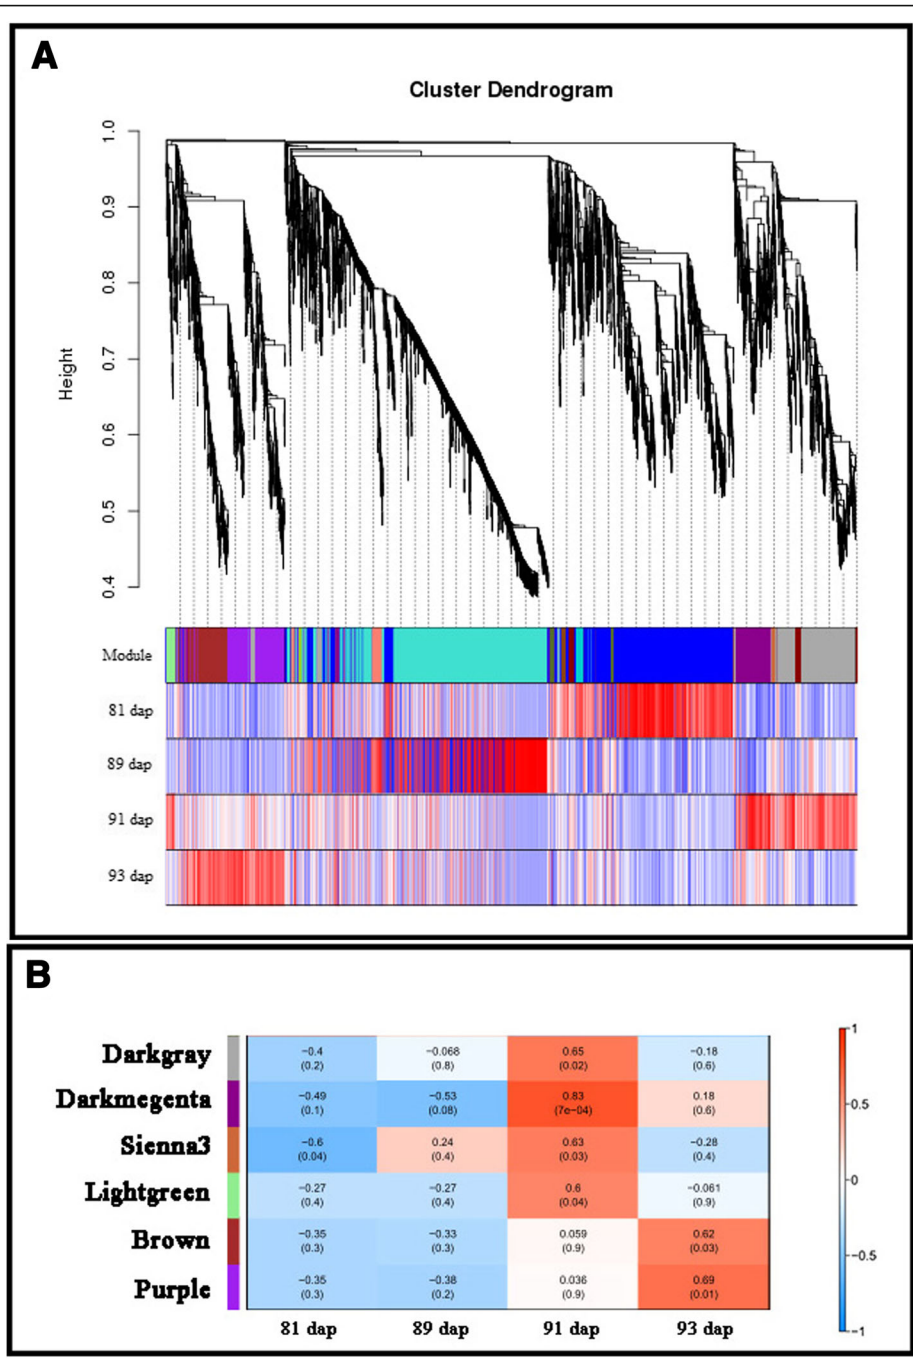 A
Cluster Dendrogram
Height
1.0
0.9
0.8
0.7
0.6
0.5
0.4
Module
81 dap
89 dap
91 dap
93 dap
B
Darkgray −0.4 −0.068 0.65 −0.18
(0.2) (0.8) (0.02) (0.6)
Darkmegenta −0.49 −0.53 0.83 0.18
(0.1) (0.08) (7e−04) (0.6)
Sienna3 −0.6 0.24 0.63 −0.28
(0.04) (0.4) (0.03) (0.4)
Lightgreen −0.27 −0.27 0.6 −0.061
(0.4) (0.4) (0.04) (0.9)
Brown −0.35 −0.33 0.059 0.62
(0.3) (0.3) (0.9) (0.03)
Purple −0.35 −0.38 0.036 0.69
(0.3) (0.2) (0.9) (0.01)
81 dap 89 dap 91 dap 93 dap
1
0.5
0
−0.5
−1